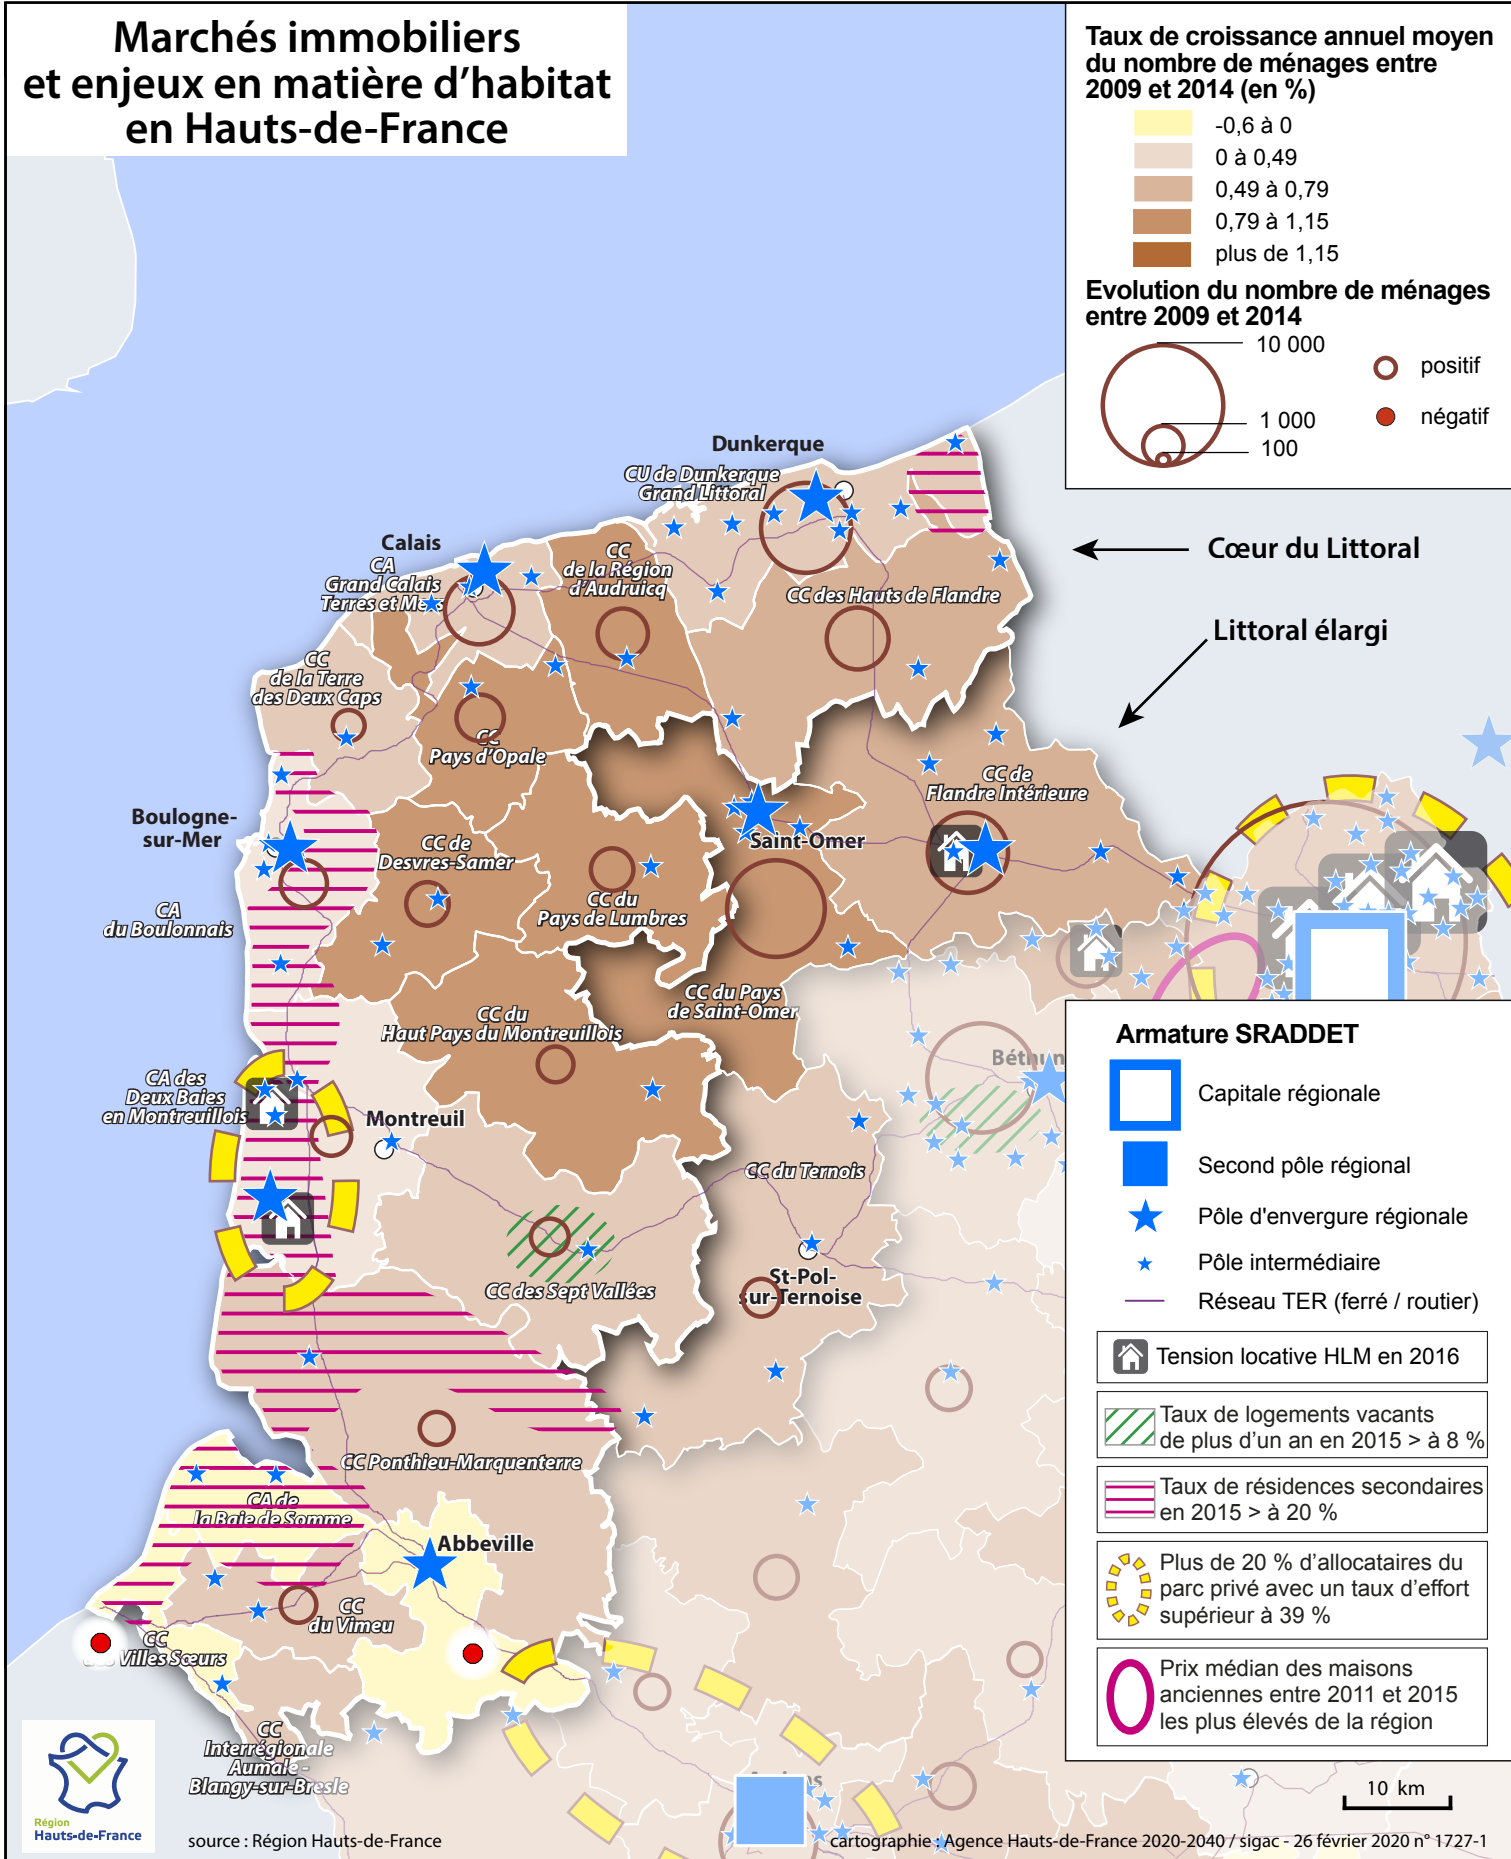 Marchés immobiliers
et enjeux en matière d'habitat
en Hauts-de-France
Taux de croissance annuel moyen
du nombre de ménages entre
2009 et 2014 (en %)
-0,6 à 0
0 à 0,49
0,49 à 0,79
0,79 à 1,15
plus de 1,15
Evolution du nombre de ménages
entre 2009 et 2014
10 000
1 000
100
positif
négatif
Cœur du Littoral
Littoral élargi
Dunkerque
CU de Dunkerque
Grand Littoral
Calais
CA
Grand Calais
Terres et Mers
CC
de la Région
d'Audruicq
CC des Hauts de Flandre
CC
de la Terre
des Deux Caps
CC
Pays d'Opale
CC de
Flandre Intérieure
Boulogne-
sur-Mer
CC de
Desvres-Samer
Saint-Omer
CC du
Pays de Lumbres
CA
du Boulonnais
CC du Pays
de Saint-Omer
CC du
Haut Pays du Montreuillois
CA des
Deux Baies
en Montreuillois
Montreuil
CC du Ternois
CC des Sept Vallées
St-Pol-
sur-Ternoise
CC Ponthieu-Marquenterre
CA de
la Baie de Somme
Abbeville
CC
du Vimeu
CC
Villes Sœurs
CC
Interrégionale
Aumale -
Blangy-sur-Bresle
Armature SRADDET
Capitale régionale
Second pôle régional
Pôle d'envergure régionale
Pôle intermédiaire
Réseau TER (ferré / routier)
Tension locative HLM en 2016
Taux de logements vacants
de plus d'un an en 2015 > à 8 %
Taux de résidences secondaires
en 2015 > à 20 %
Plus de 20 % d'allocataires du
parc privé avec un taux d'effort
supérieur à 39 %
Prix médian des maisons
anciennes entre 2011 et 2015
les plus élevés de la région
10 km
Région
Hauts-de-France
source : Région Hauts-de-France
cartographie : Agence Hauts-de-France 2020-2040 / sigac - 26 février 2020 n° 1727-1